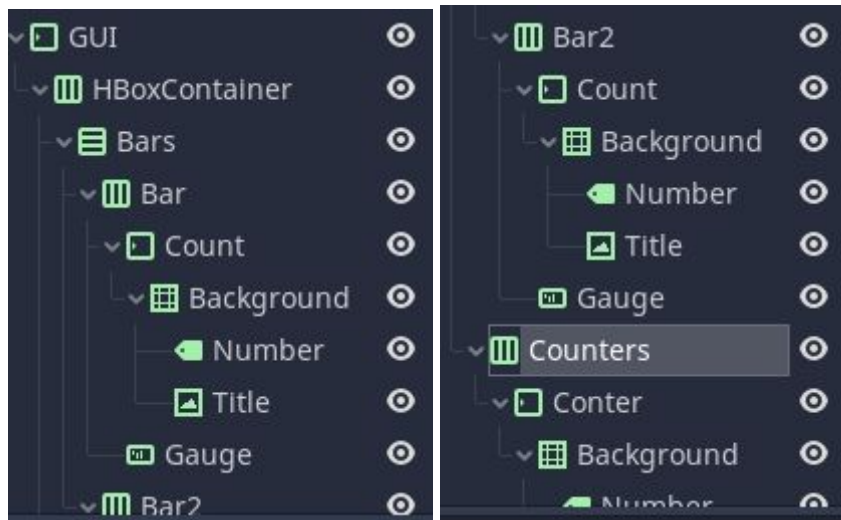 GUI
HBoxContainer
Bars
Bar
Count
Background
Number
Title
Gauge
Bar2
Bar2
Count
Background
Number
Title
Gauge
Counters
Conter
Background
Number